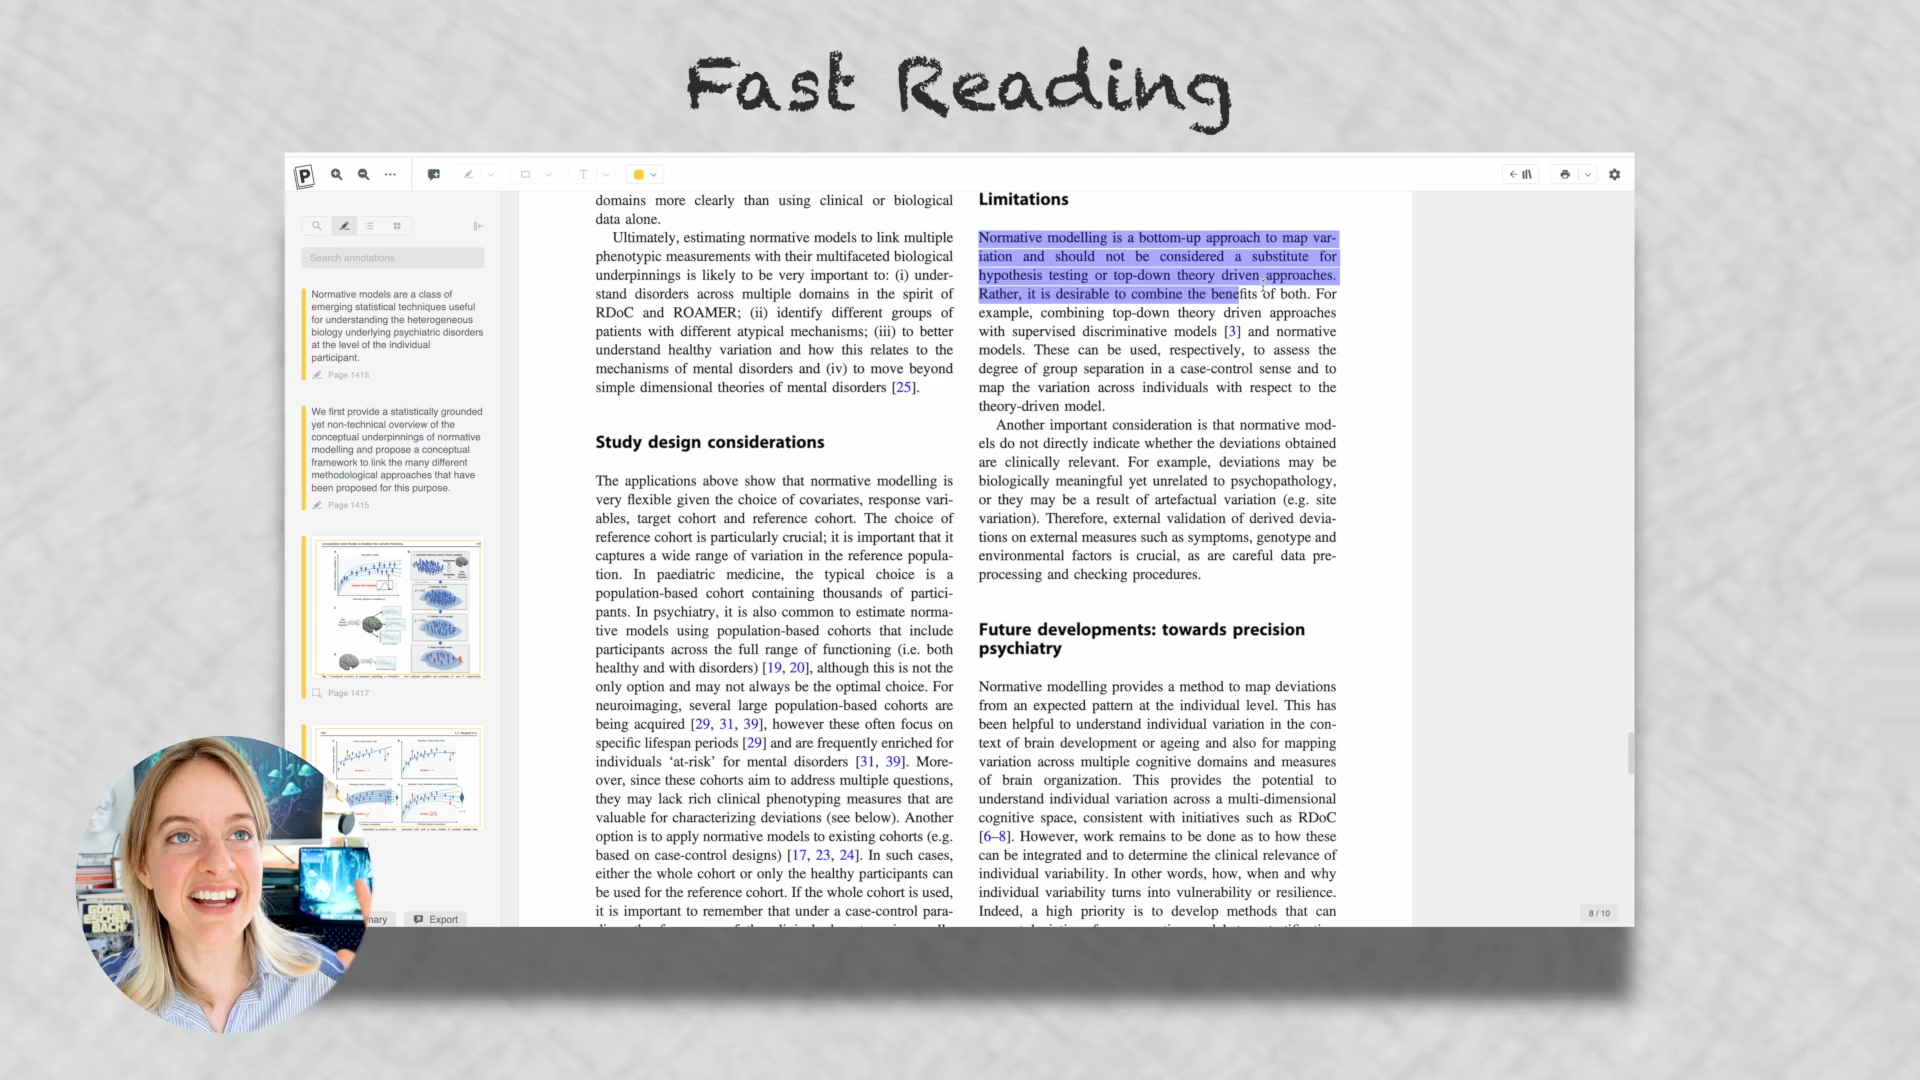 Fast Reading
P
T
Search annotations
Normative models are a class of
emerging statistical techniques useful
for understanding the heterogeneous
biology underlying psychiatric disorders
at the level of the individual
participant.
Page 1415
We first provide a statistically grounded
yet non-technical overview of the
conceptual underpinnings of normative
modelling and propose a conceptual
framework to link the many different
methodological approaches that have
been proposed for this purpose.
Page 1415
Page 1417
Export
GÖDEL
ESCHER
BACH
domains more clearly than using clinical or biological
data alone.
Ultimately, estimating normative models to link multiple
phenotypic measurements with their multifaceted biological
underpinnings is likely to be very important to: (i) under-
stand disorders across multiple domains in the spirit of
RDoC and ROAMER; (ii) identify different groups of
patients with different atypical mechanisms; (iii) to better
understand healthy variation and how this relates to the
mechanisms of mental disorders and (iv) to move beyond
simple dimensional theories of mental disorders [25].
Study design considerations
The applications above show that normative modelling is
very flexible given the choice of covariates, response vari-
ables, target cohort and reference cohort. The choice of
reference cohort is particularly crucial; it is important that it
captures a wide range of variation in the reference popula-
tion. In paediatric medicine, the typical choice is a
population-based cohort containing thousands of partici-
pants. In psychiatry, it is also common to estimate norma-
tive models using population-based cohorts that include
participants across the full range of functioning (i.e. both
healthy and with disorders) [19, 20], although this is not the
only option and may not always be the optimal choice. For
neuroimaging, several large population-based cohorts are
being acquired [29, 31, 39], however these often focus on
specific lifespan periods [29] and are frequently enriched for
individuals ‘at-risk’ for mental disorders [31, 39]. More-
over, since these cohorts aim to address multiple questions,
they may lack rich clinical phenotyping measures that are
valuable for characterizing deviations (see below). Another
option is to apply normative models to existing cohorts (e.g.
based on case-control designs) [17, 23, 24]. In such cases,
either the whole cohort or only the healthy participants can
be used for the reference cohort. If the whole cohort is used,
it is important to remember that under a case-control para-
Limitations
Normative modelling is a bottom-up approach to map var-
iation and should not be considered a substitute for
hypothesis testing or top-down theory driven approaches.
Rather, it is desirable to combine the benefits of both. For
example, combining top-down theory driven approaches
with supervised discriminative models [3] and normative
models. These can be used, respectively, to assess the
degree of group separation in a case-control sense and to
map the variation across individuals with respect to the
theory-driven model.
Another important consideration is that normative mod-
els do not directly indicate whether the deviations obtained
are clinically relevant. For example, deviations may be
biologically meaningful yet unrelated to psychopathology,
or they may be a result of artefactual variation (e.g. site
variation). Therefore, external validation of derived devia-
tions on external measures such as symptoms, genotype and
environmental factors is crucial, as are careful data pre-
processing and checking procedures.
Future developments: towards precision
psychiatry
Normative modelling provides a method to map deviations
from an expected pattern at the individual level. This has
been helpful to understand individual variation in the con-
text of brain development or ageing and also for mapping
variation across multiple cognitive domains and measures
of brain organization. This provides the potential to
understand individual variation across a multi-dimensional
cognitive space, consistent with initiatives such as RDoC
[6–8]. However, work remains to be done as to how these
can be integrated and to determine the clinical relevance of
individual variability. In other words, how, when and why
individual variability turns into vulnerability or resilience.
Indeed, a high priority is to develop methods that can
8 / 10